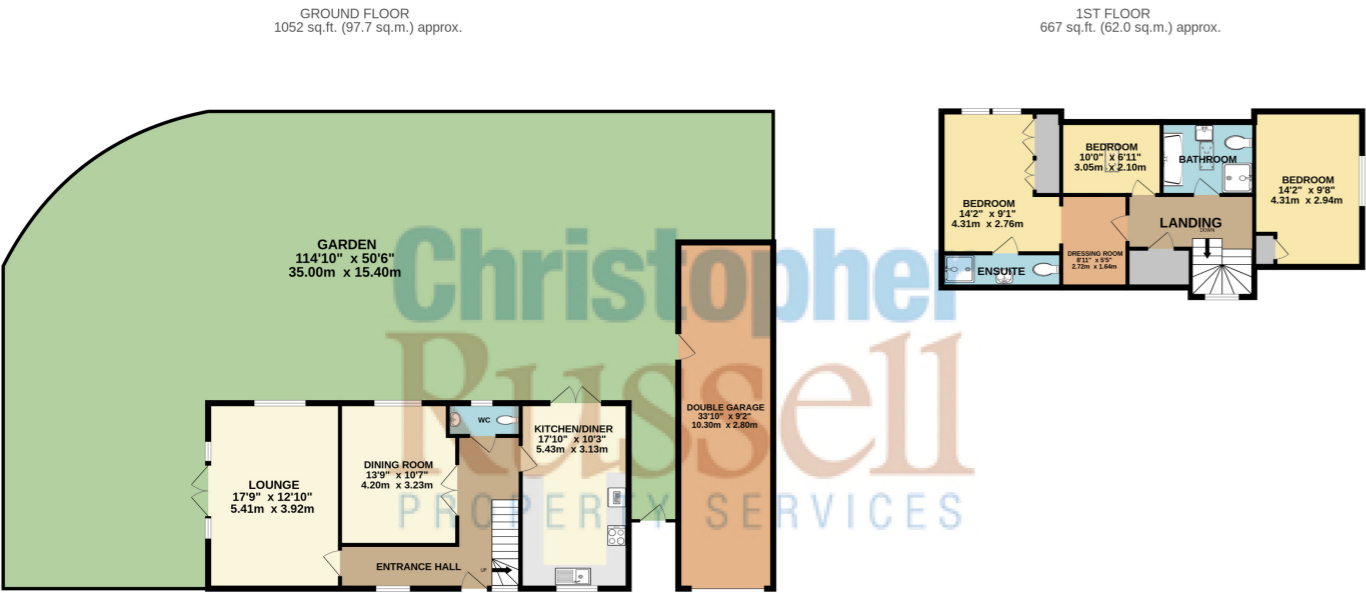 GROUND FLOOR
1052 sq.ft. (97.7 sq.m.) approx.
1ST FLOOR
667 sq.ft. (62.0 sq.m.) approx.
GARDEN
114'10" x 50'6"
35.00m x 15.40m
LOUNGE
17'9" x 12'10"
5.41m x 3.92m
DINING ROOM
13'9" x 10'7"
4.20m x 3.23m
WC
KITCHEN/DINER
17'10" x 10'3"
5.43m x 3.13m
ENTRANCE HALL
UP
DOUBLE GARAGE
33'10" x 9'2"
10.30m x 2.80m
BEDROOM
14'2" x 9'1"
4.31m x 2.76m
BEDROOM
10'0" x 6'11"
3.05m x 2.10m
BATHROOM
BEDROOM
14'2" x 9'8"
4.31m x 2.94m
LANDING
DOWN
DRESSING ROOM
8'11" x 5'5"
2.72m x 1.64m
ENSUITE
Christopher
Russell
PROPERTY SERVICES